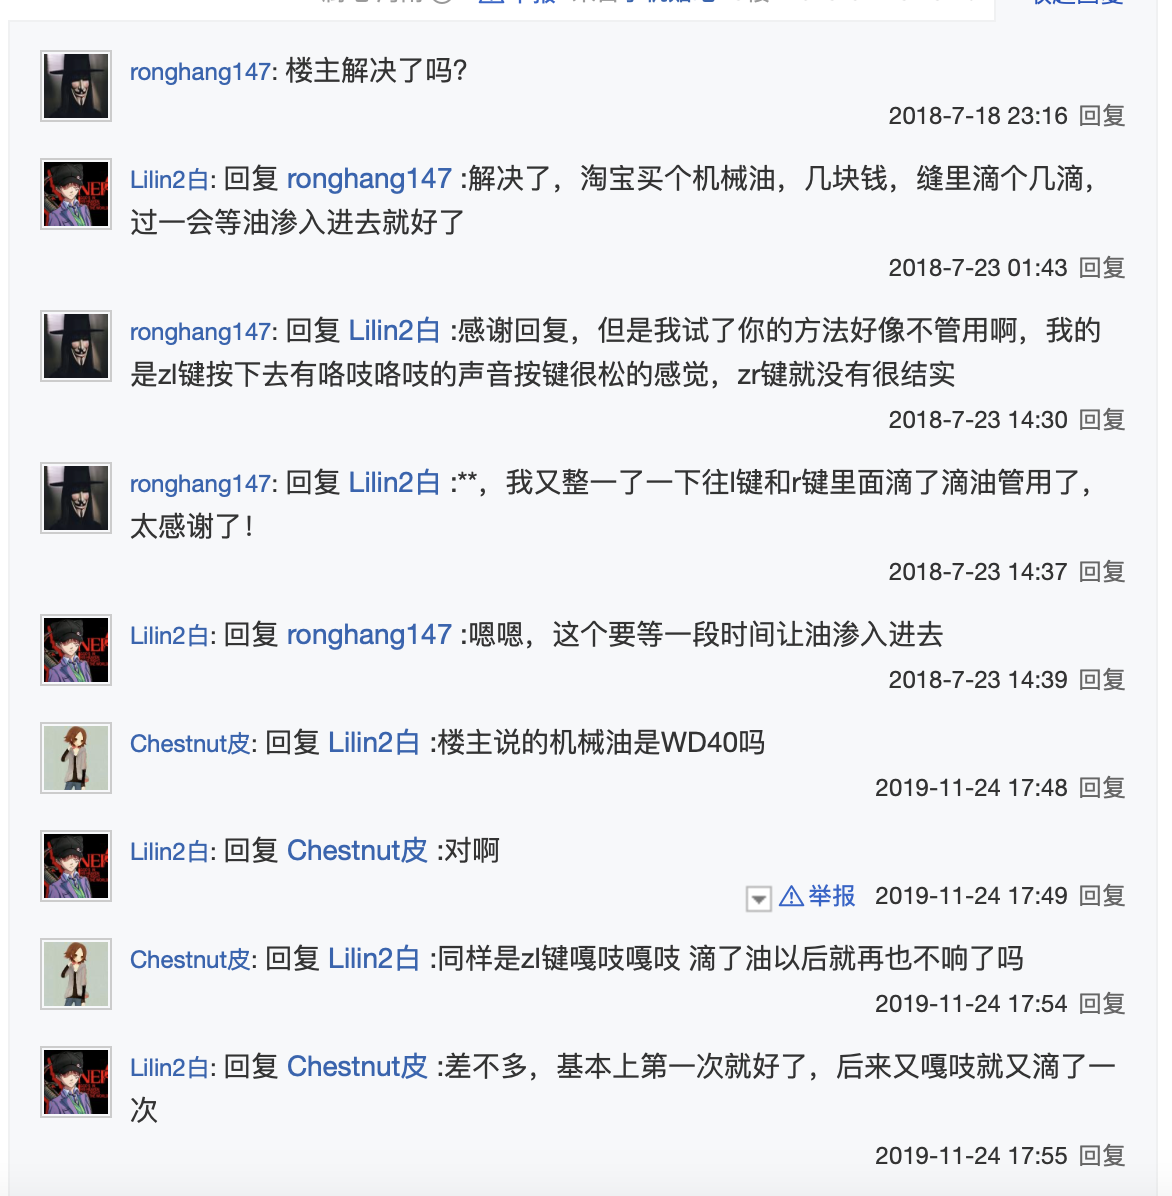 ronghang147: 楼主解决了吗?
2018-7-18 23:16 回复
Lilin2白: 回复 ronghang147 :解决了，淘宝买个机械油，几块钱，缝里滴个几滴，
过一会等油渗入进去就好了
2018-7-23 01:43 回复
ronghang147: 回复 Lilin2白 :感谢回复，但是我试了你的方法好像不管用啊，我的
是zl键按下去有咯吱咯吱的声音按键很松的感觉，zr键就没有很结实
2018-7-23 14:30 回复
ronghang147: 回复 Lilin2白 :**，我又整一了一下往l键和r键里面滴了滴油管用了，
太感谢了！
2018-7-23 14:37 回复
Lilin2白: 回复 ronghang147 :嗯嗯，这个要等一段时间让油渗入进去
2018-7-23 14:39 回复
Chestnut皮: 回复 Lilin2白 :楼主说的机械油是WD40吗
2019-11-24 17:48 回复
Lilin2白: 回复 Chestnut皮 :对啊
举报 2019-11-24 17:49 回复
Chestnut皮: 回复 Lilin2白 :同样是zl键嘎吱嘎吱 滴了油以后就再也不响了吗
2019-11-24 17:54 回复
Lilin2白: 回复 Chestnut皮 :差不多，基本上第一次就好了，后来又嘎吱就又滴了一
次
2019-11-24 17:55 回复